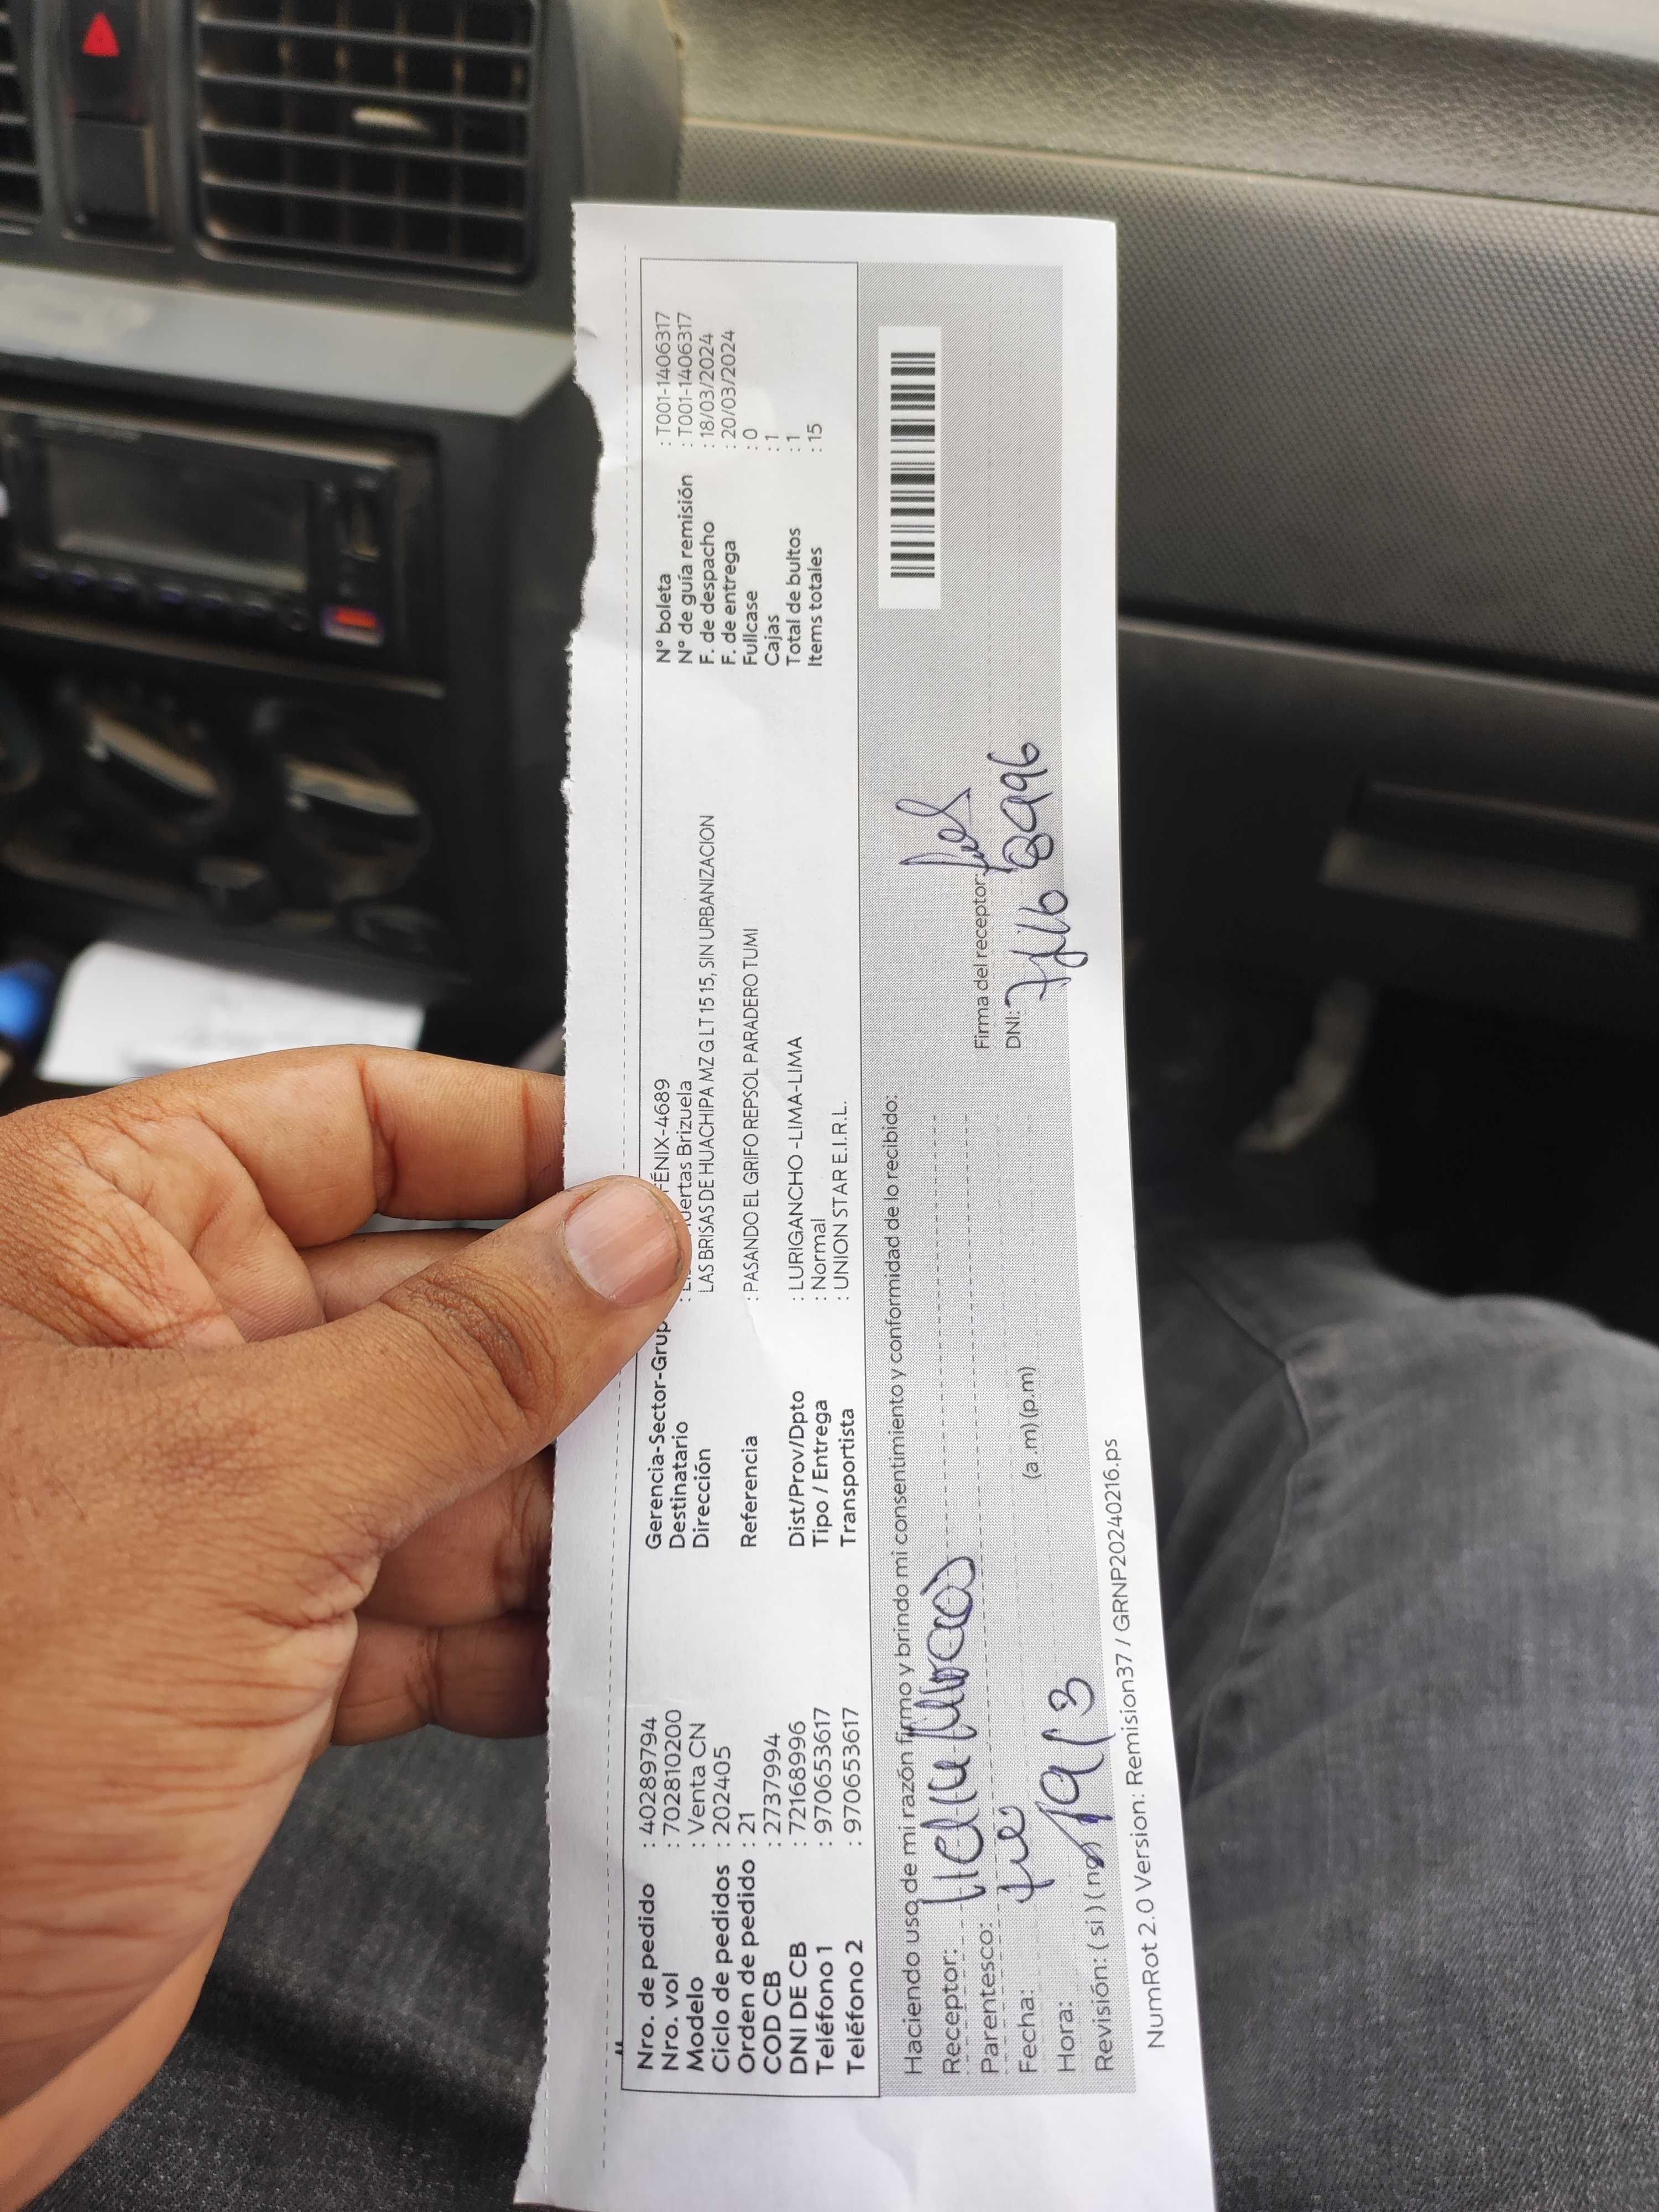 Nro. de pedido : 40289794
Nro. vol : 702810200
Modelo : Venta CN
Ciclo de pedidos : 202405
Orden de pedido : 21
COD CB : 2737994
DNI DE CB : 72168996
Teléfono 1 : 970653617
Teléfono 2 : 970653617
Gerencia-Sector-Grup FÉNIX-4689
Destinatario : Brizuela
Dirección LAS BRISAS DE HUACHIPA MZ G LT 15 15, SIN URBANIZACION
Referencia : PASANDO EL GRIFO REPSOL PARADERO TUMI
Dist/Prov/Dpto : LURIGANCHO -LIMA-LIMA
Tipo / Entrega : Normal
Transportista : UNION STAR E.I.R.L.
N° boleta : T001-1406317
N° de guía remisión : T001-1406317
F. de despacho : 18/03/2024
F. de entrega : 20/03/2024
Fullcase : 0
Cajas : 1
Total de bultos : 1
Items totales : 15
Haciendo uso de mi razón firmo y brindo mi consentimiento y conformidad de lo recibido:
Receptor:
Parentesco:
Fecha:
Hora: 19/3 (a.m) (p.m)
Revisión: ( si ) ( no
Firma del receptor:
DNI: 72168996
NumRot 2.0 Version: Remision37 / GRNP20240216.ps